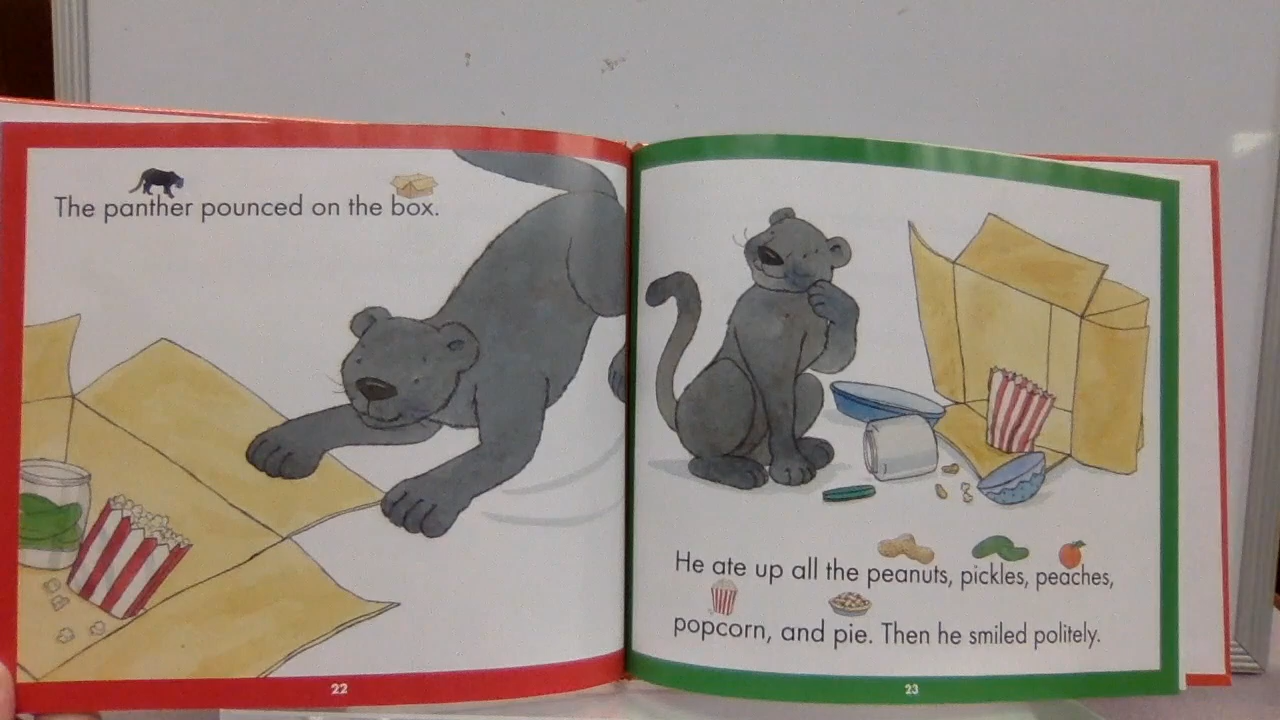 The panther pounced on the box.
22
He ate up all the peanuts, pickles, peaches,
popcorn, and pie. Then he smiled politely.
23